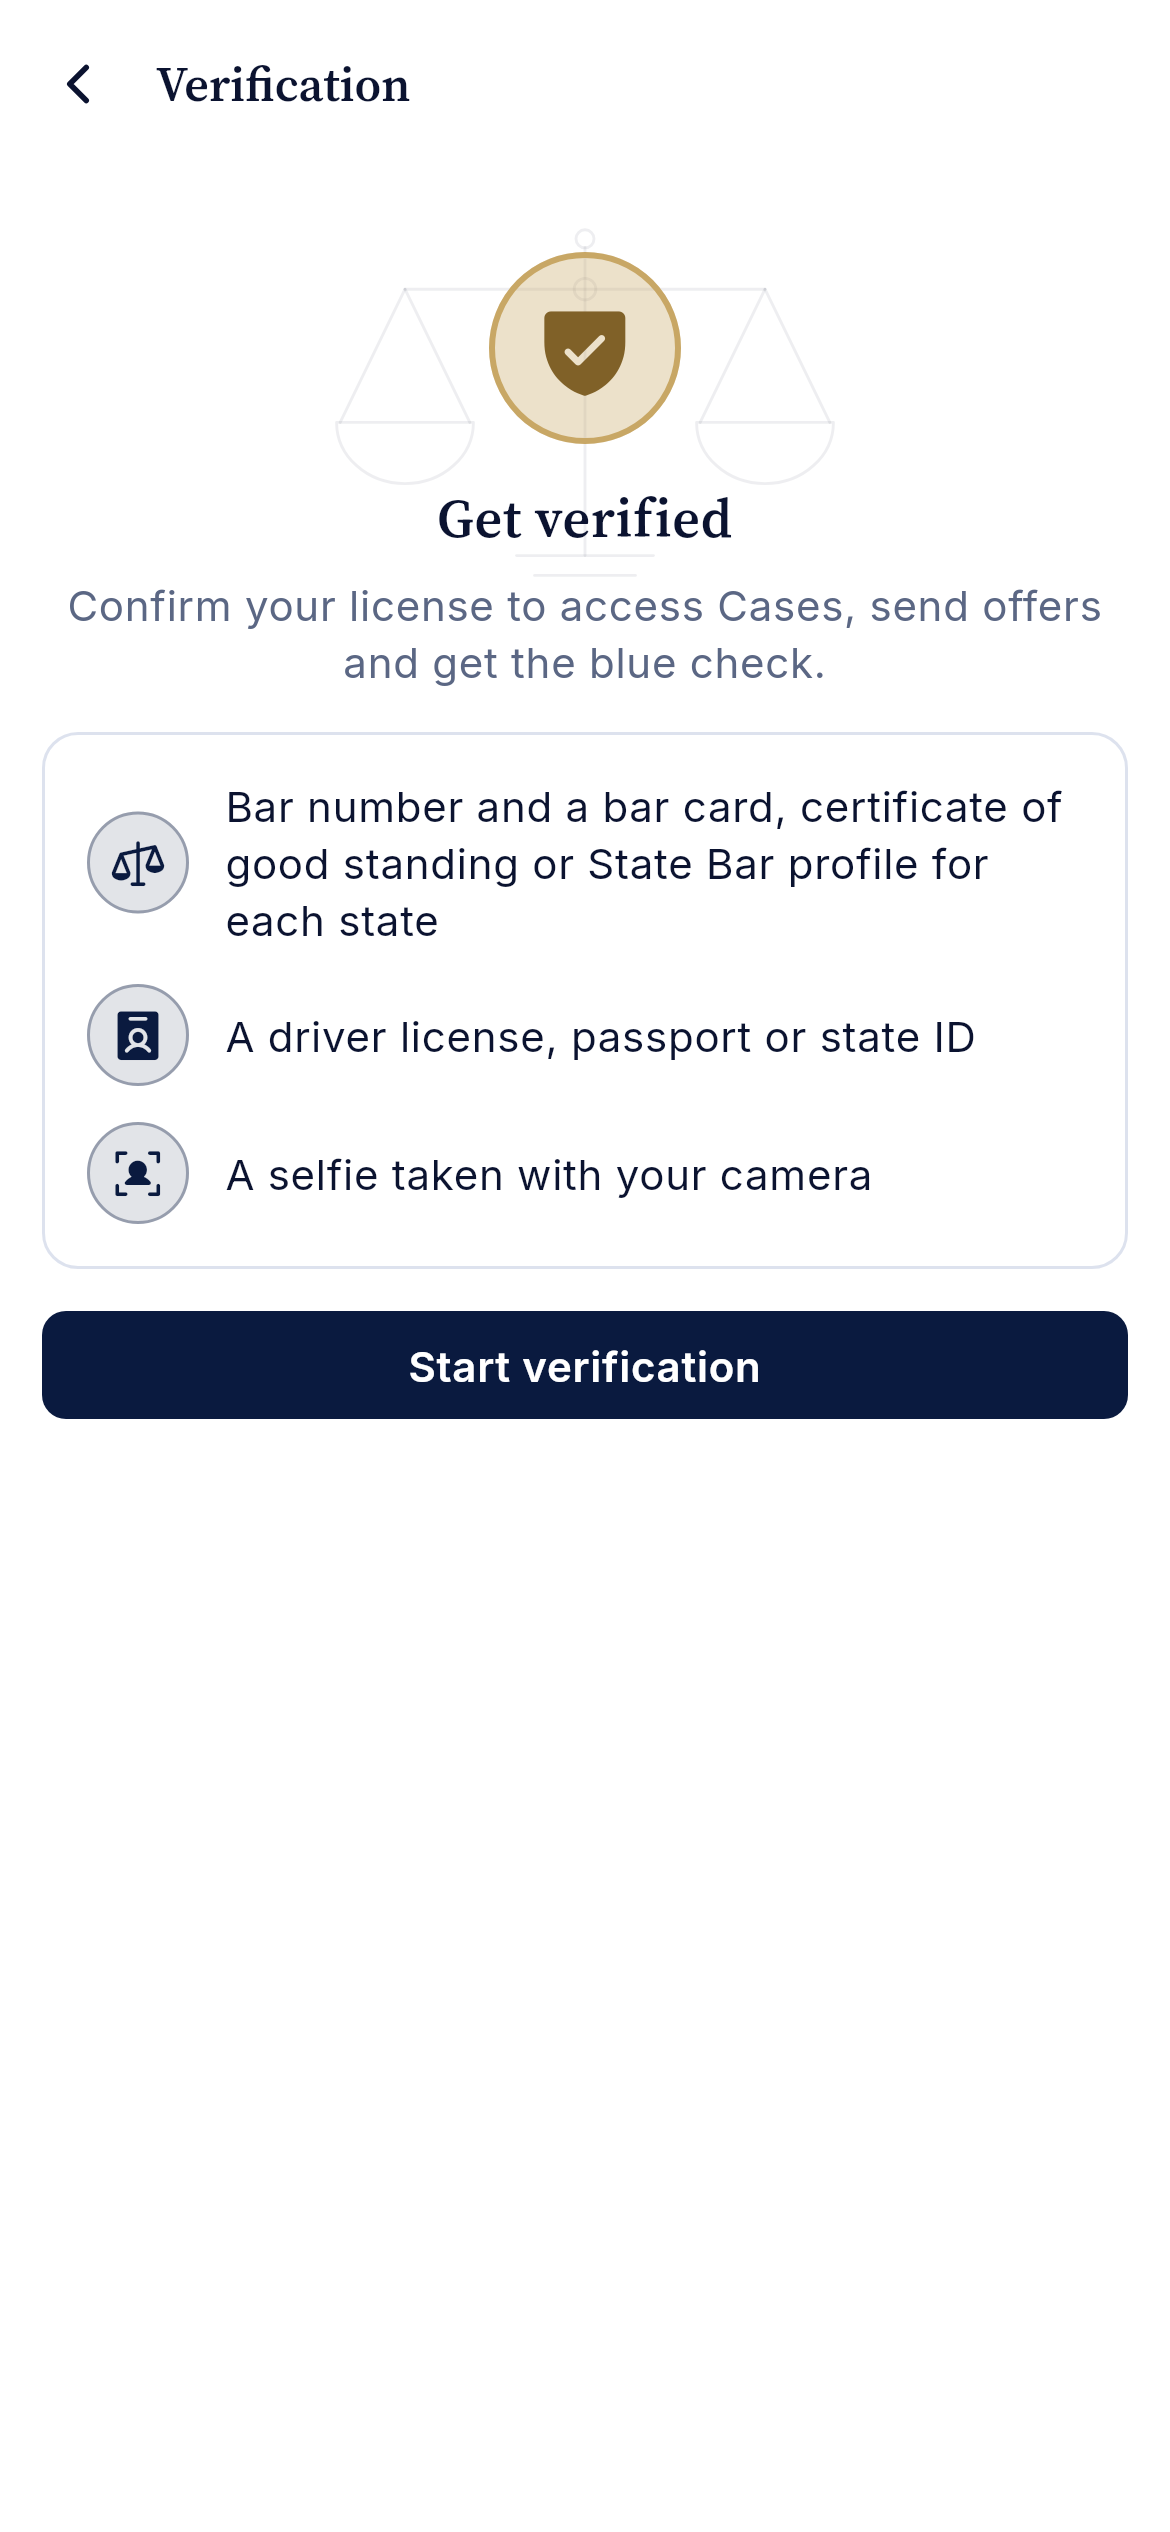 Verification
Get verified
Confirm your license to access Cases, send offers
and get the blue check.
Bar number and a bar card, certificate of
good standing or State Bar profile for
each state
A driver license, passport or state ID
A selfie taken with your camera
Start verification